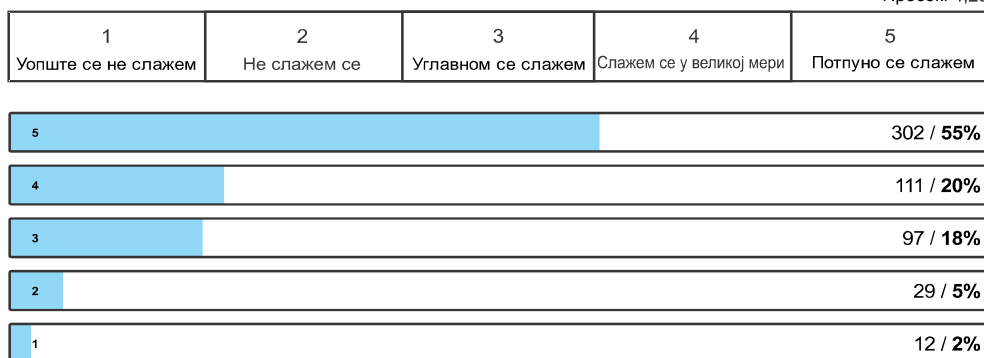 1 2 3 4 5
Уопште се не слажем Не слажем се Углавном се слажем Слажем се у великој мери Потпуно се слажем
5 302 / 55%
4 111 / 20%
3 97 / 18%
2 29 / 5%
1 12 / 2%